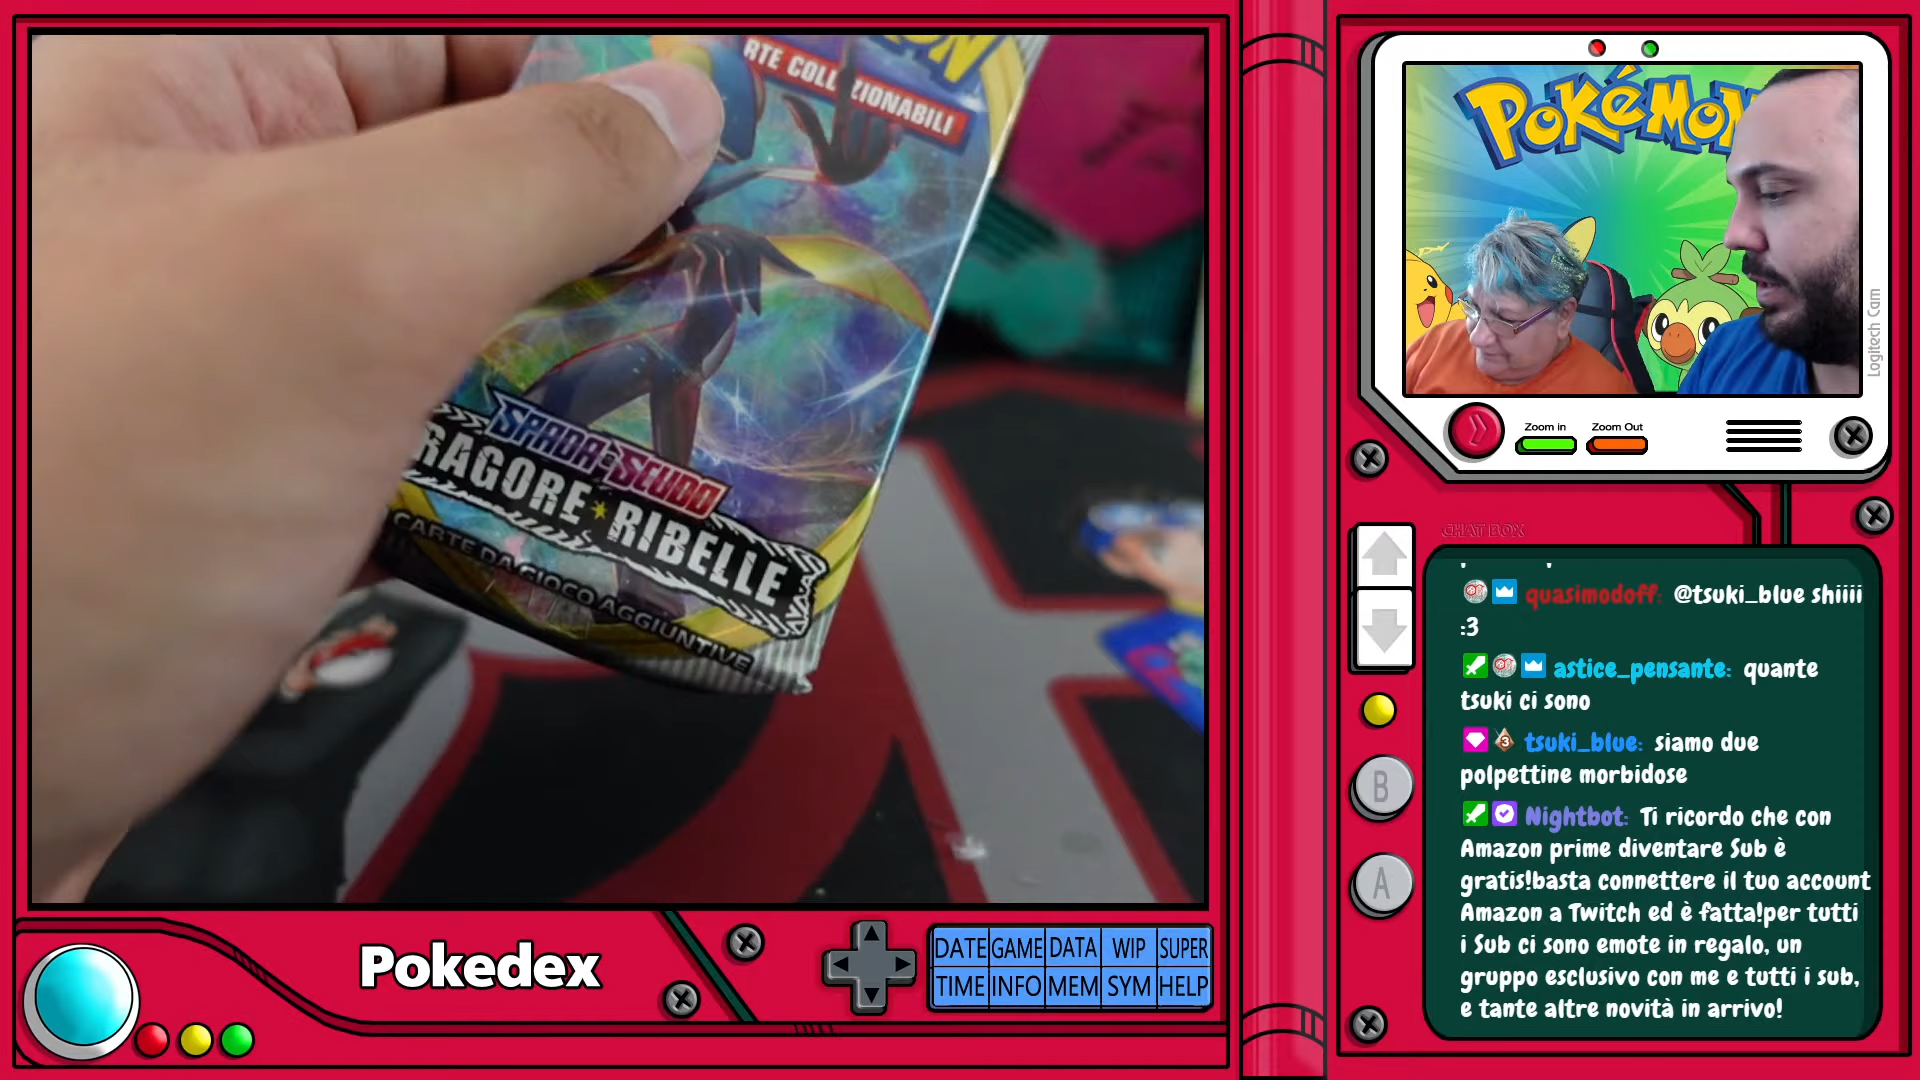 RTE COLLEZIONABILI
SPADA e SCUDO
RAGORE RIBELLE
CARTE DA GIOCO AGGIUNTIVE
POKéMON
Logitech Cam
Zoom in
Zoom Out
CHAT BOX
quasimodoff: @tsuki_blue shiiii
:3
astice_pensante: quante
tsuki ci sono
3 tsuki_blue: siamo due
polpettine morbidose
Nightbot: Ti ricordo che con
Amazon prime diventare Sub è
gratis!basta connettere il tuo account
Amazon a Twitch ed è fatta!per tutti
i Sub ci sono emote in regalo, un
gruppo esclusivo con me e tutti i sub,
e tante altre novità in arrivo!
B
A
Pokedex
DATE GAME DATA WIP SUPER
TIME INFO MEM SYM HELP